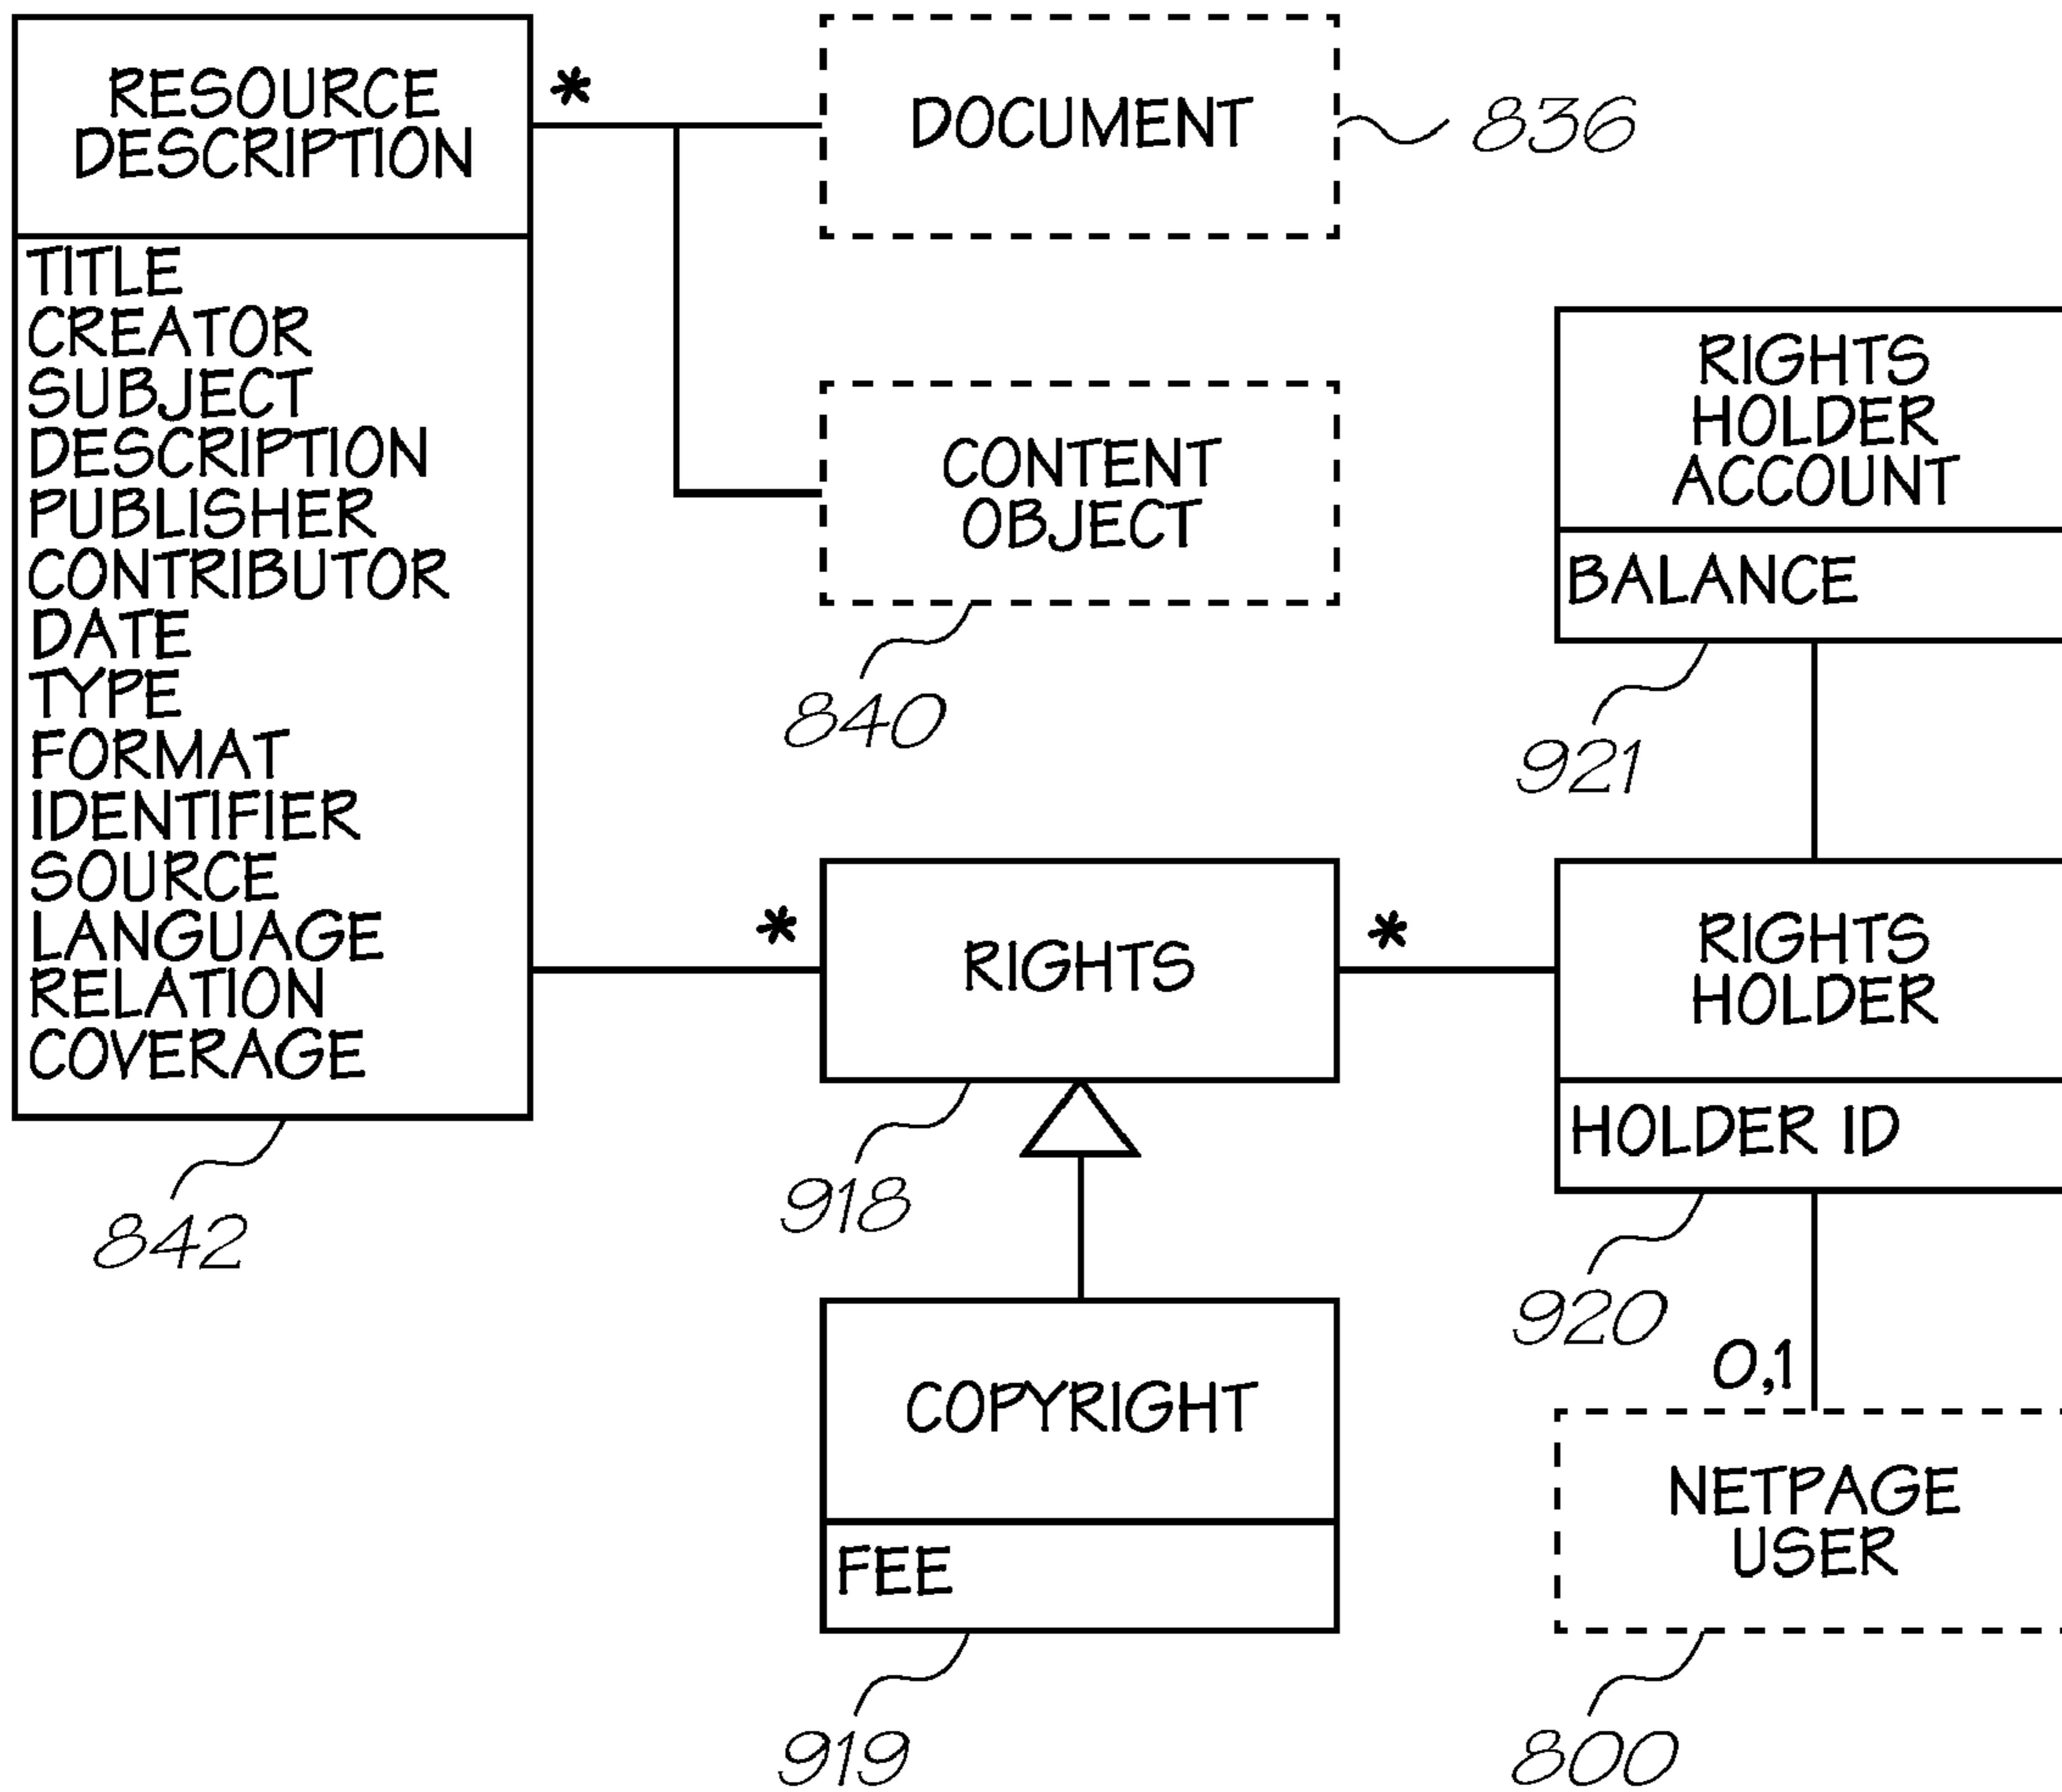 RESOURCE
DESCRIPTION
*
TITLE
CREATOR
SUBJECT
DESCRIPTION
PUBLISHER
CONTRIBUTOR
DATE
TYPE
FORMAT
IDENTIFIER
SOURCE
LANGUAGE
RELATION
COVERAGE
842
DOCUMENT
836
CONTENT
OBJECT
840
RIGHTS
HOLDER
ACCOUNT
BALANCE
921
*
RIGHTS
*
918
RIGHTS
HOLDER
HOLDER ID
920
0,1
COPYRIGHT
FEE
919
NETPAGE
USER
800